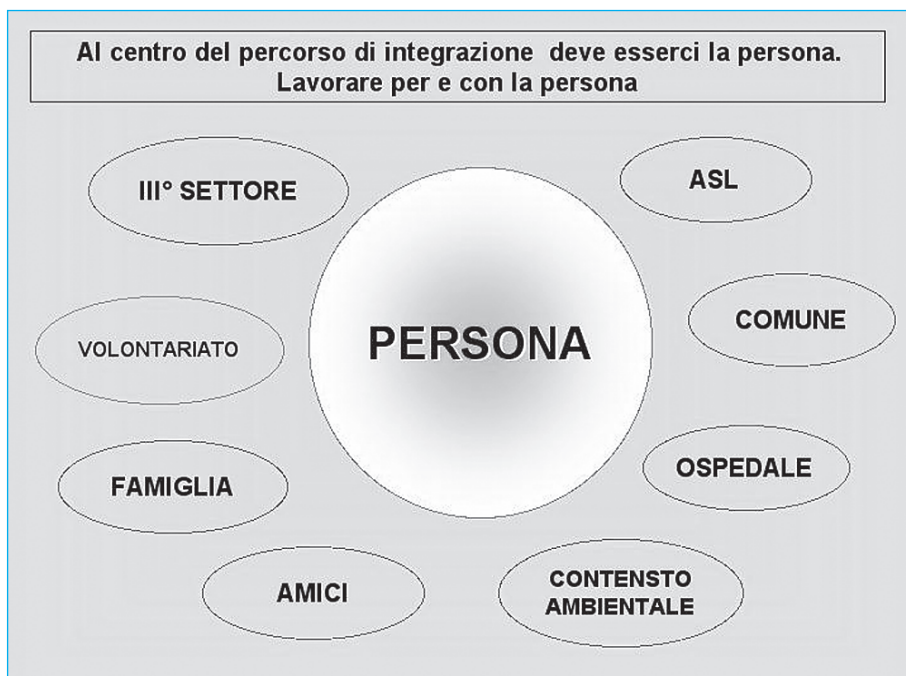 Al centro del percorso di integrazione deve esserci la persona.
Lavorare per e con la persona
III° SETTORE
ASL
VOLONTARIATO
PERSONA
COMUNE
FAMIGLIA
OSPEDALE
AMICI
CONTENSTO
AMBIENTALE